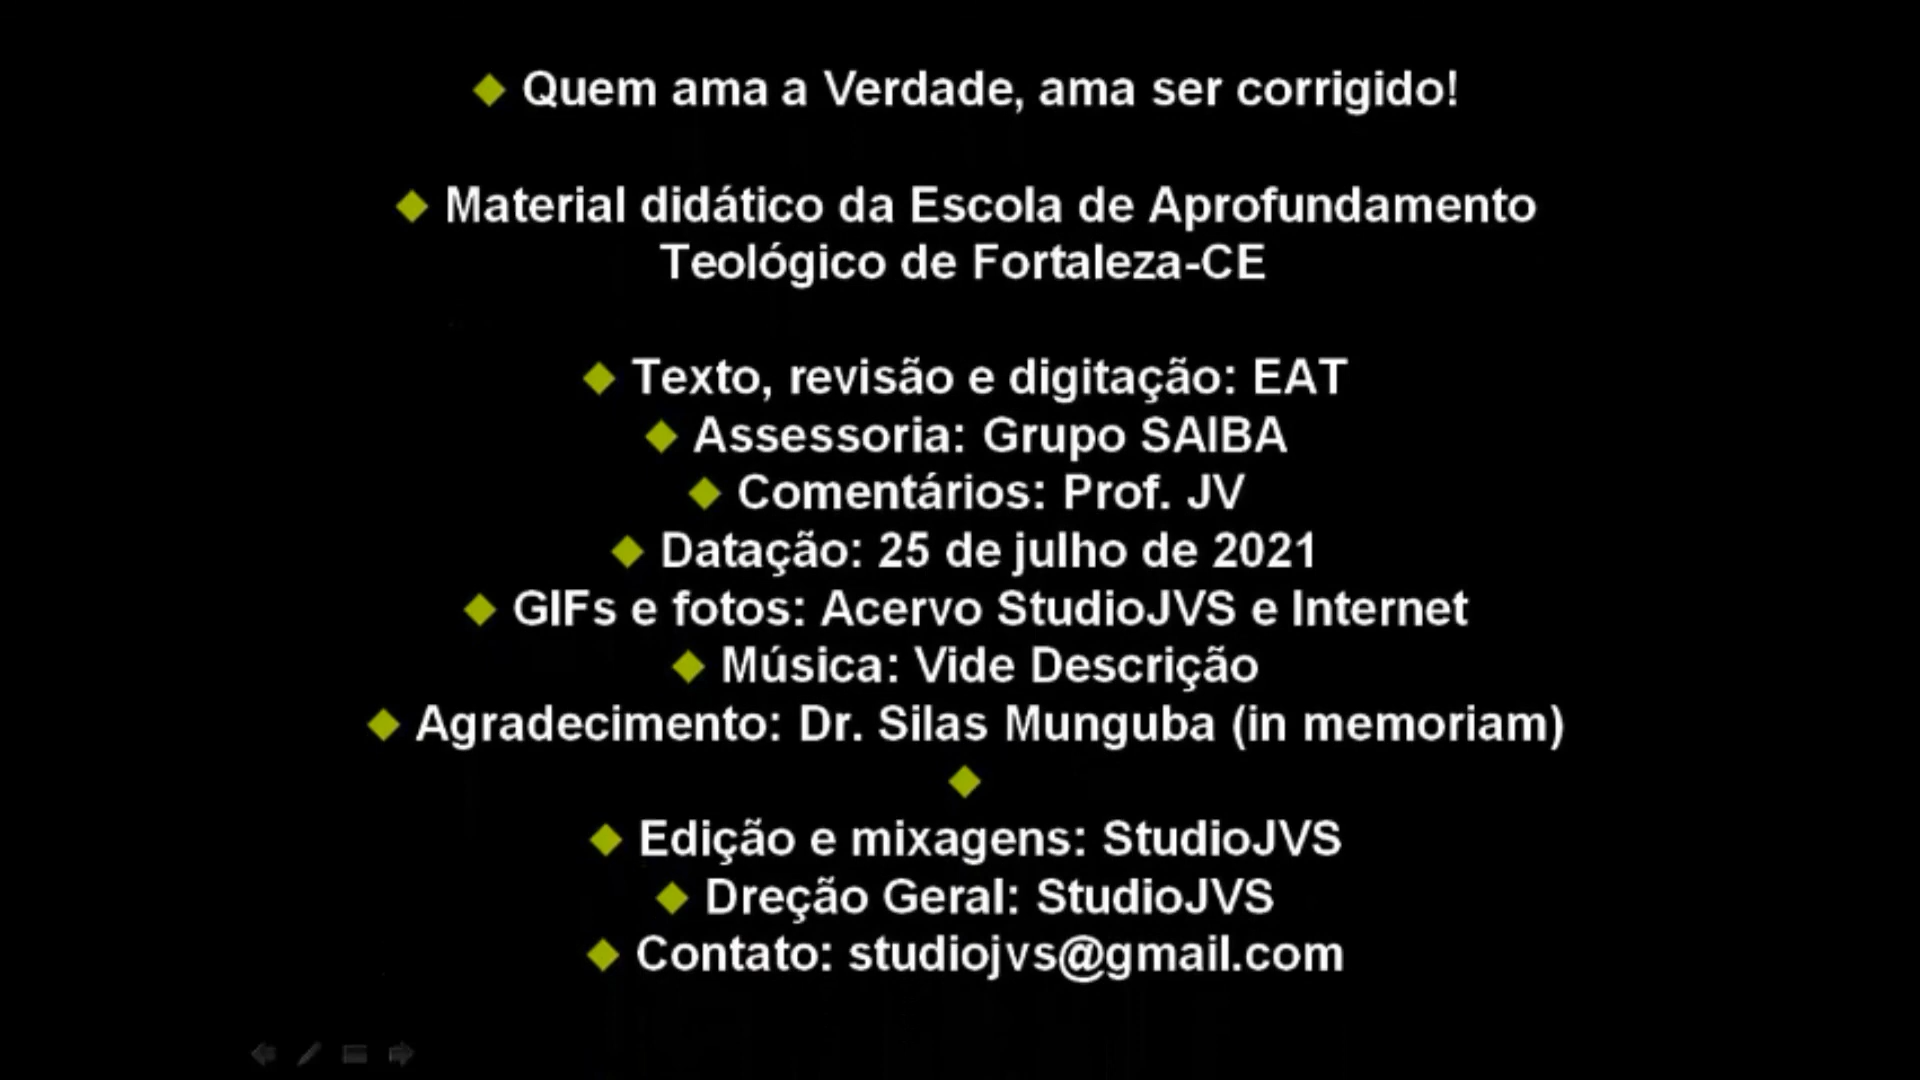 Quem ama a Verdade, ama ser corrigido!
Material didático da Escola de Aprofundamento
Teológico de Fortaleza-CE
Texto, revisão e digitação: EAT
Assessoria: Grupo SAIBA
Comentários: Prof. JV
Datação: 25 de julho de 2021
GIFs e fotos: Acervo StudioJVS e Internet
Música: Vide Descrição
Agradecimento: Dr. Silas Munguba (in memoriam)
Edição e mixagens: StudioJVS
Dreção Geral: StudioJVS
Contato: studiojvs@gmail.com